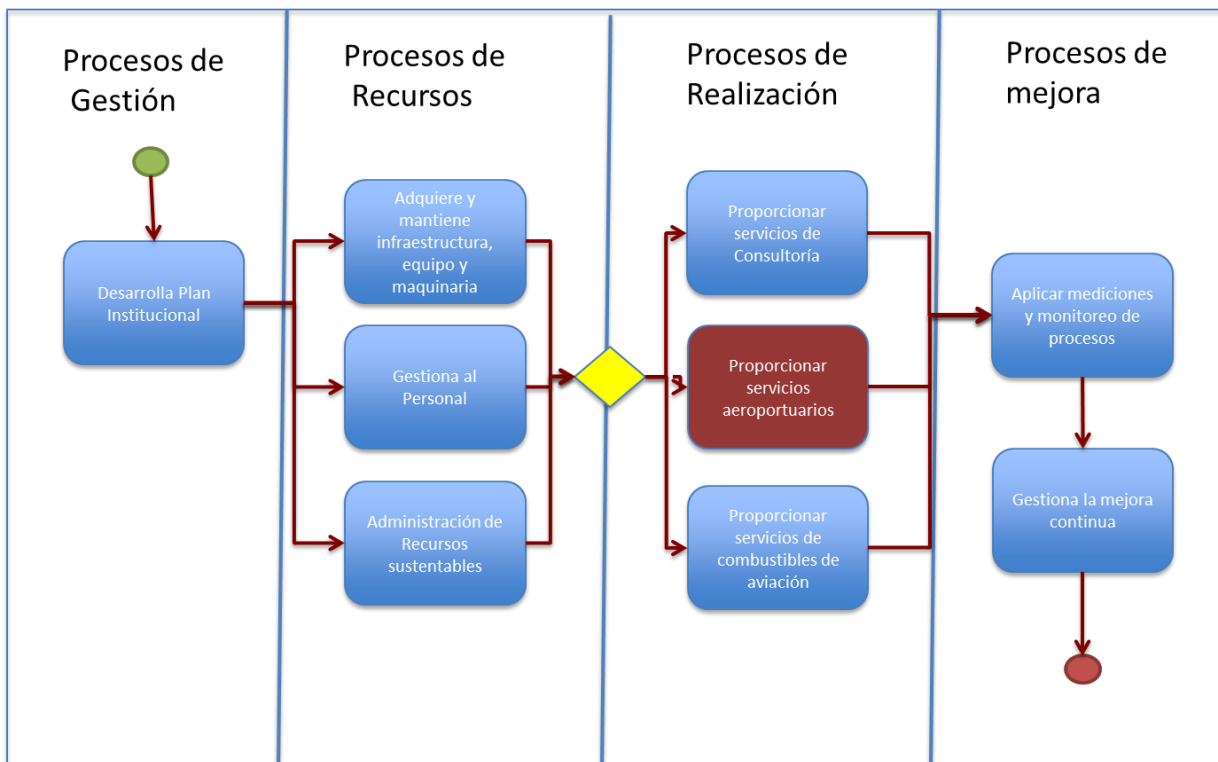 Procesos de
Gestión
Procesos de
Recursos
Procesos de
Realización
Procesos de
mejora
Desarrolla Plan
Institucional
Adquiere y
mantiene
infraestructura,
equipo y
maquinaria
Gestiona al
Personal
Administración de
Recursos
sustentables
Proporcionar
servicios de
Consultoría
Proporcionar
servicios
aeroportuarios
Proporcionar
servicios de
combustibles de
aviación
Aplicar mediciones
y monitoreo de
procesos
Gestiona la mejora
continua